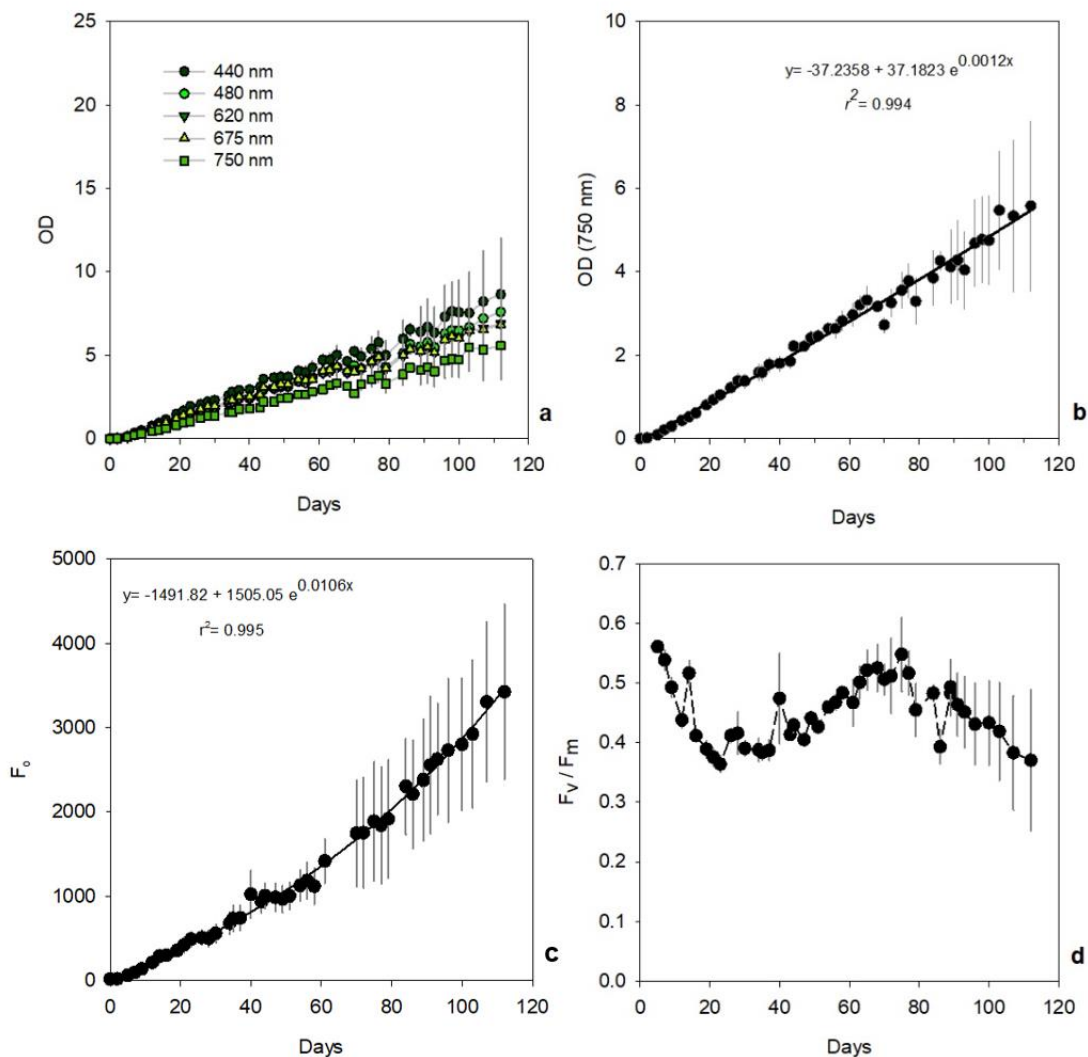 25
20
15
10
5
0
OD
440 nm
480 nm
620 nm
675 nm
750 nm
0 20 40 60 80 100 120
Days
a
10
8
6
4
2
0
OD (750 nm)
y= -37.2358 + 37.1823 e^0.0012x
r^2= 0.994
0 20 40 60 80 100 120
Days
b
5000
4000
3000
2000
1000
0
F₀
y= -1491.82 + 1505.05 e^0.0106x
r^2= 0.995
0 20 40 60 80 100 120
Days
c
0.7
0.6
0.5
0.4
0.3
0.2
0.1
0.0
Fv / Fm
0 20 40 60 80 100 120
Days
d